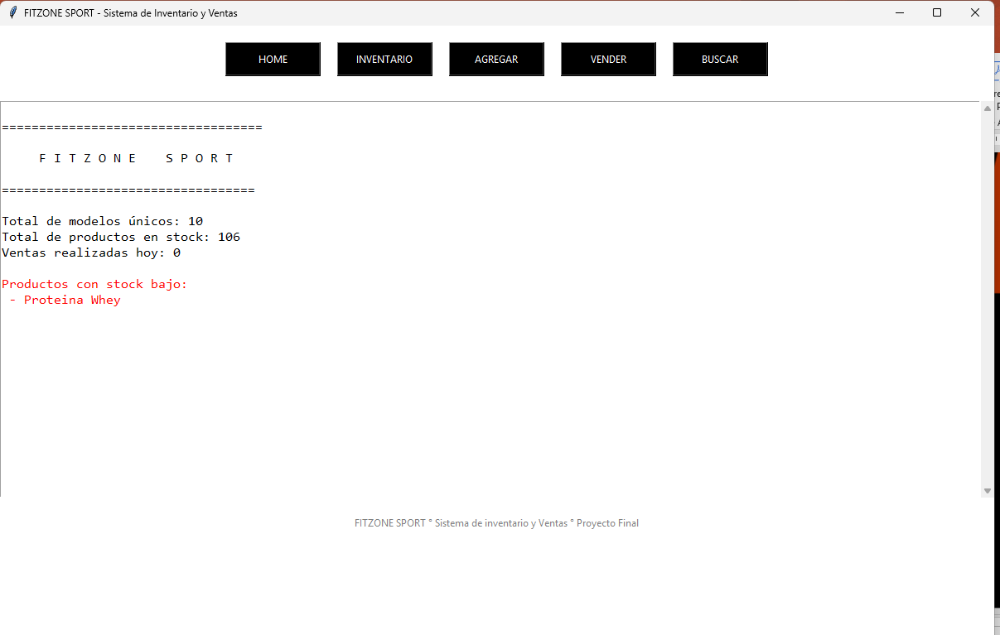 FITZONE SPORT - Sistema de Inventario y Ventas
HOME
INVENTARIO
AGREGAR
VENDER
BUSCAR
===================================
F I T Z O N E    S P O R T
==================================
Total de modelos únicos: 10
Total de productos en stock: 106
Ventas realizadas hoy: 0
Productos con stock bajo:
- Proteina Whey
FITZONE SPORT ° Sistema de inventario y Ventas ° Proyecto Final